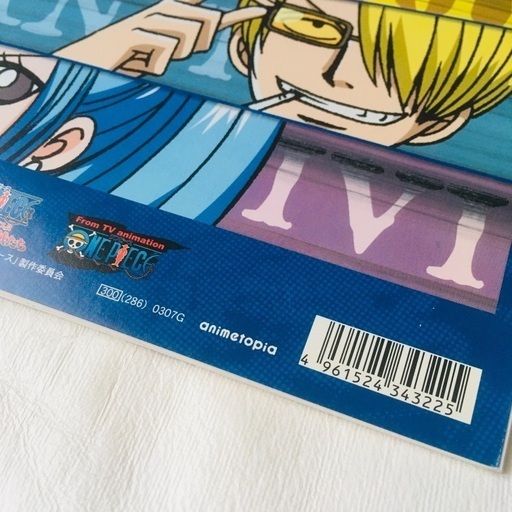 IVI
From TV animation
ONE PIECE
ース」製作委員会
300 (286) 0307G
animetopia
4 961524 343225